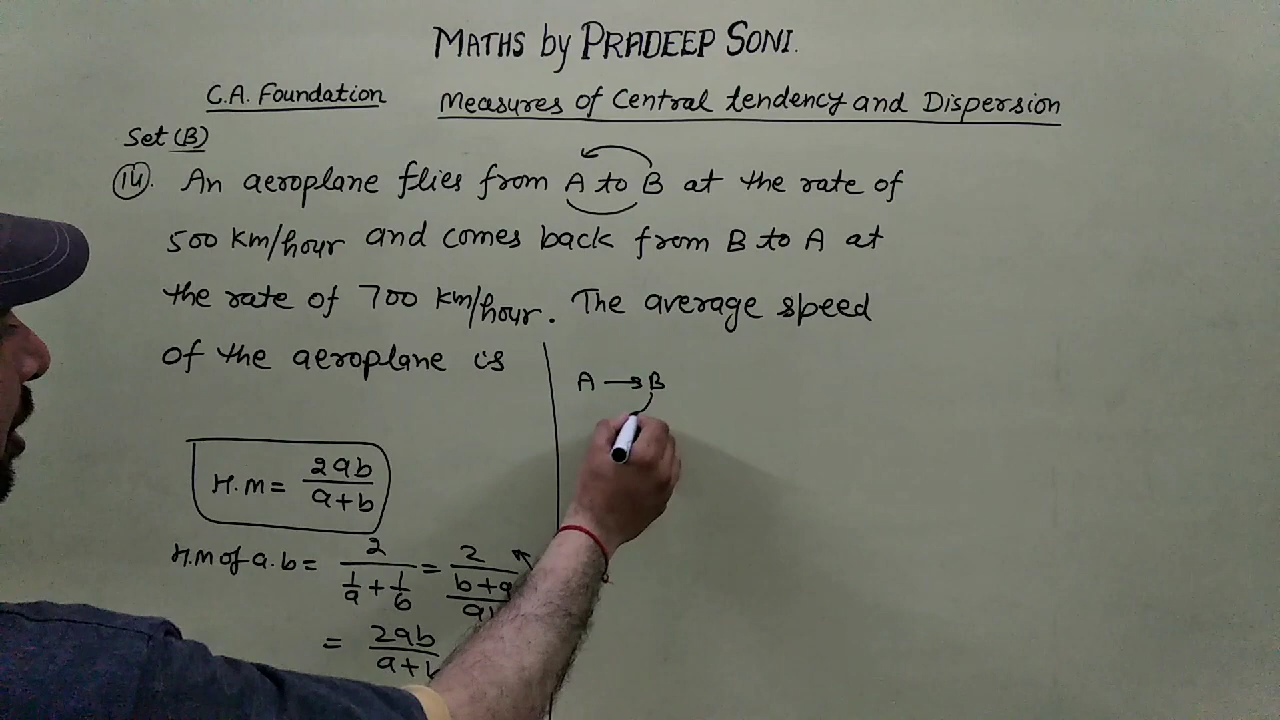 MATHS by PRADEEP SONI.
C.A. Foundation
Measures of Central tendency and Dispersion
Set (B)
(14). An aeroplane flies from A to B at the rate of
500 km/hour and comes back from B to A at
the rate of 700 km/hour. The average speed
of the aeroplane is
A → B
H.M = 2ab / a+b
H.M of a.b = 2 / 1/a + 1/b = 2 / b+a
= 2ab